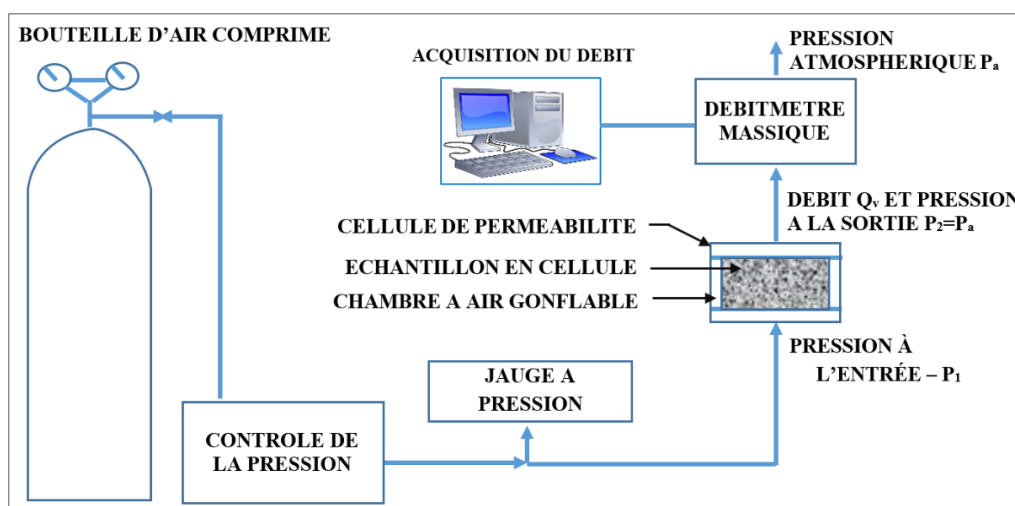 BOUTEILLE D'AIR COMPRIME
ACQUISITION DU DEBIT
PRESSION
ATMOSPHERIQUE Pₐ
DEBITMETRE
MASSIQUE
DEBIT Qᵥ ET PRESSION
A LA SORTIE P₂=Pₐ
CELLULE DE PERMEABILITE
ECHANTILLON EN CELLULE
CHAMBRE A AIR GONFLABLE
PRESSION À
L'ENTRÉE – P₁
JAUGE A
PRESSION
CONTROLE DE
LA PRESSION